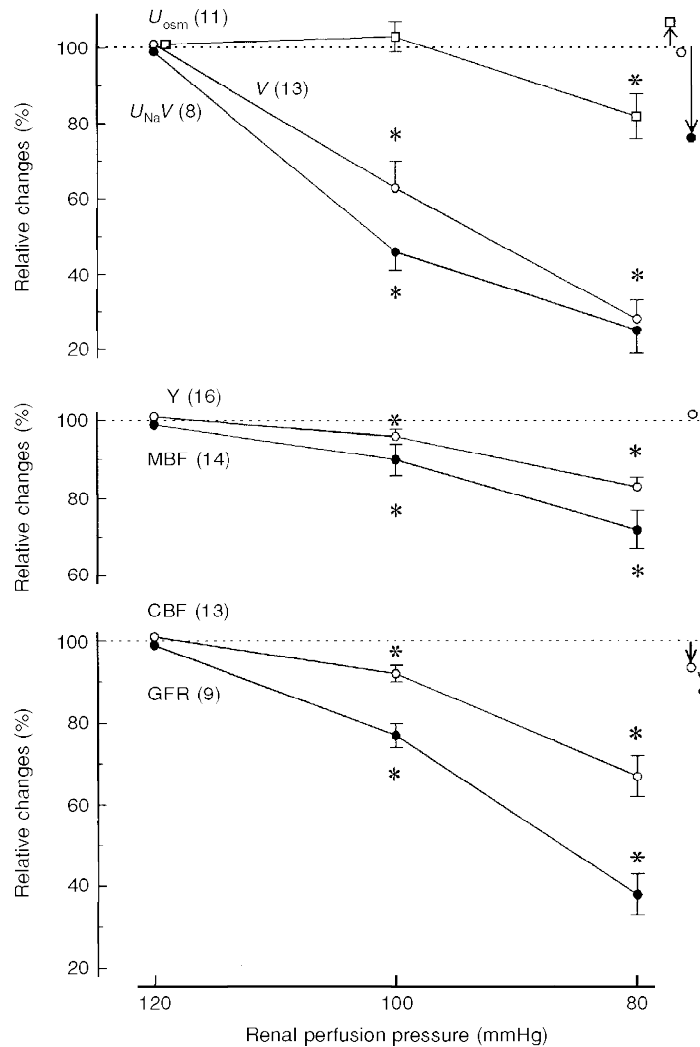 U_osm (11)
100
V (13)
U_NaV (8)
80
60
40
20
Relative changes (%)
*
*
*
*
Y (16)
100
MBF (14)
80
60
Relative changes (%)
*
*
*
*
CBF (13)
100
GFR (9)
80
60
40
20
Relative changes (%)
*
*
*
*
120
100
80
Renal perfusion pressure (mmHg)